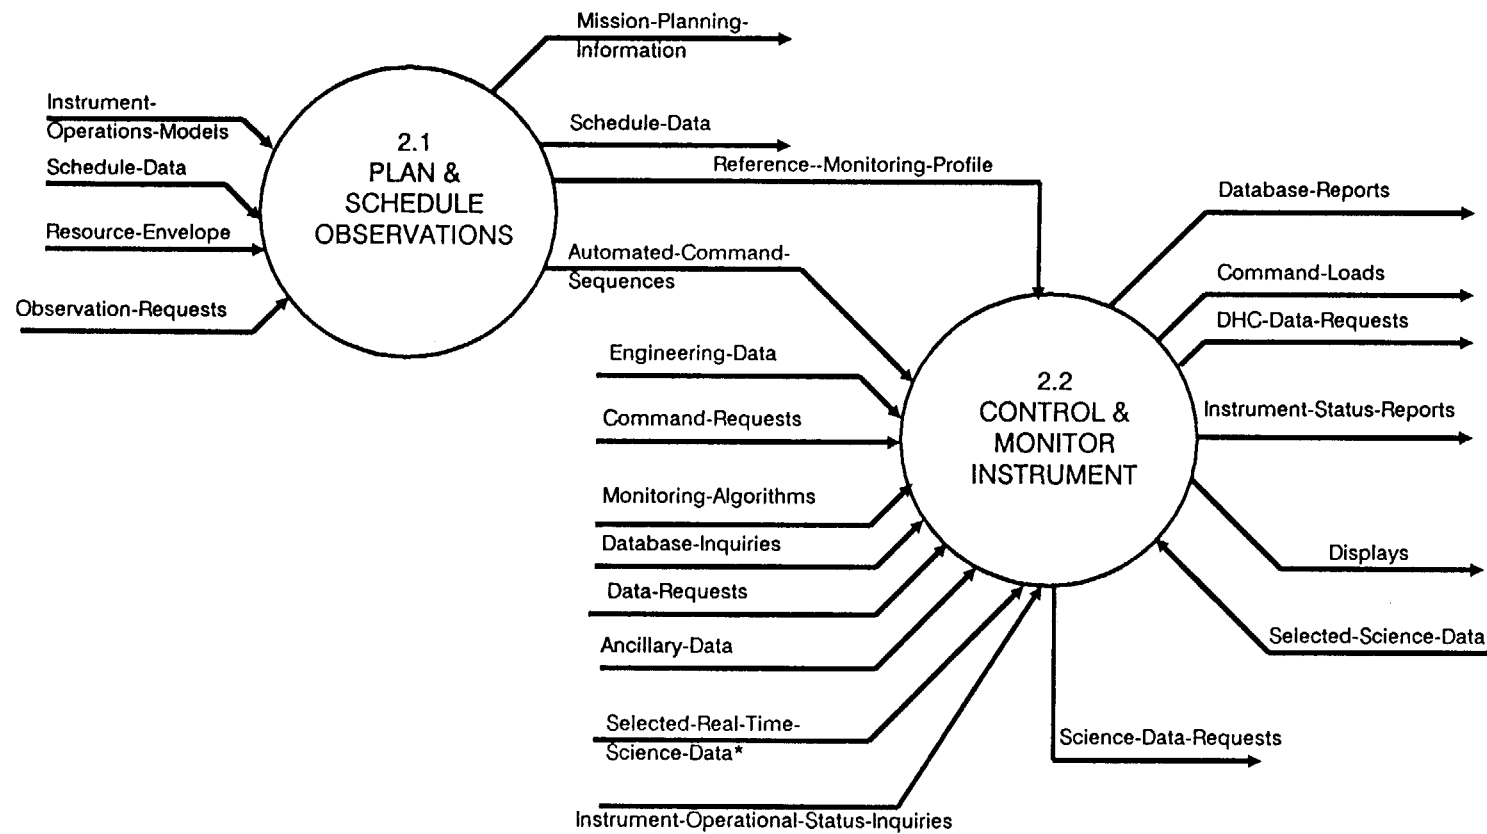 Mission-Planning-
Information
Instrument-
Operations-Models
Schedule-Data
Resource-Envelope
Observation-Requests
2.1
PLAN &
SCHEDULE
OBSERVATIONS
Schedule-Data
Reference--Monitoring-Profile
Automated-Command-
Sequences
Engineering-Data
Command-Requests
Monitoring-Algorithms
Database-Inquiries
Data-Requests
Ancillary-Data
Selected-Real-Time-
Science-Data*
Instrument-Operational-Status-Inquiries
2.2
CONTROL &
MONITOR
INSTRUMENT
Database-Reports
Command-Loads
DHC-Data-Requests
Instrument-Status-Reports
Displays
Selected-Science-Data
Science-Data-Requests